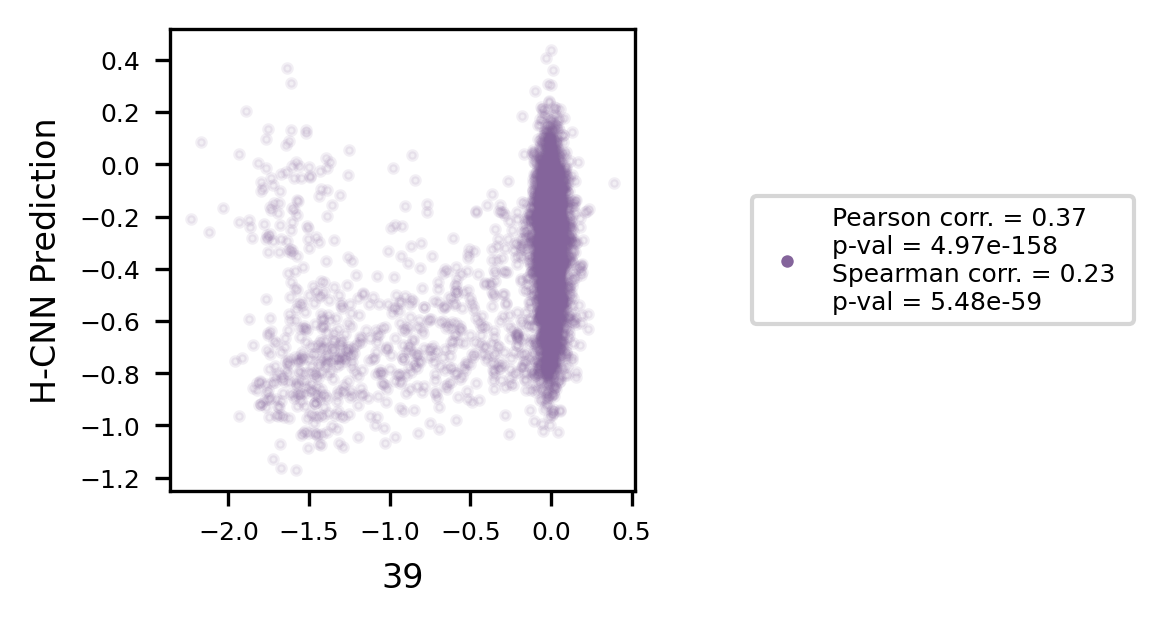 H-CNN Prediction
0.4
0.2
0.0
−0.2
−0.4
−0.6
−0.8
−1.0
−1.2
−2.0 −1.5 −1.0 −0.5 0.0 0.5
39
Pearson corr. = 0.37
p-val = 4.97e-158
Spearman corr. = 0.23
p-val = 5.48e-59